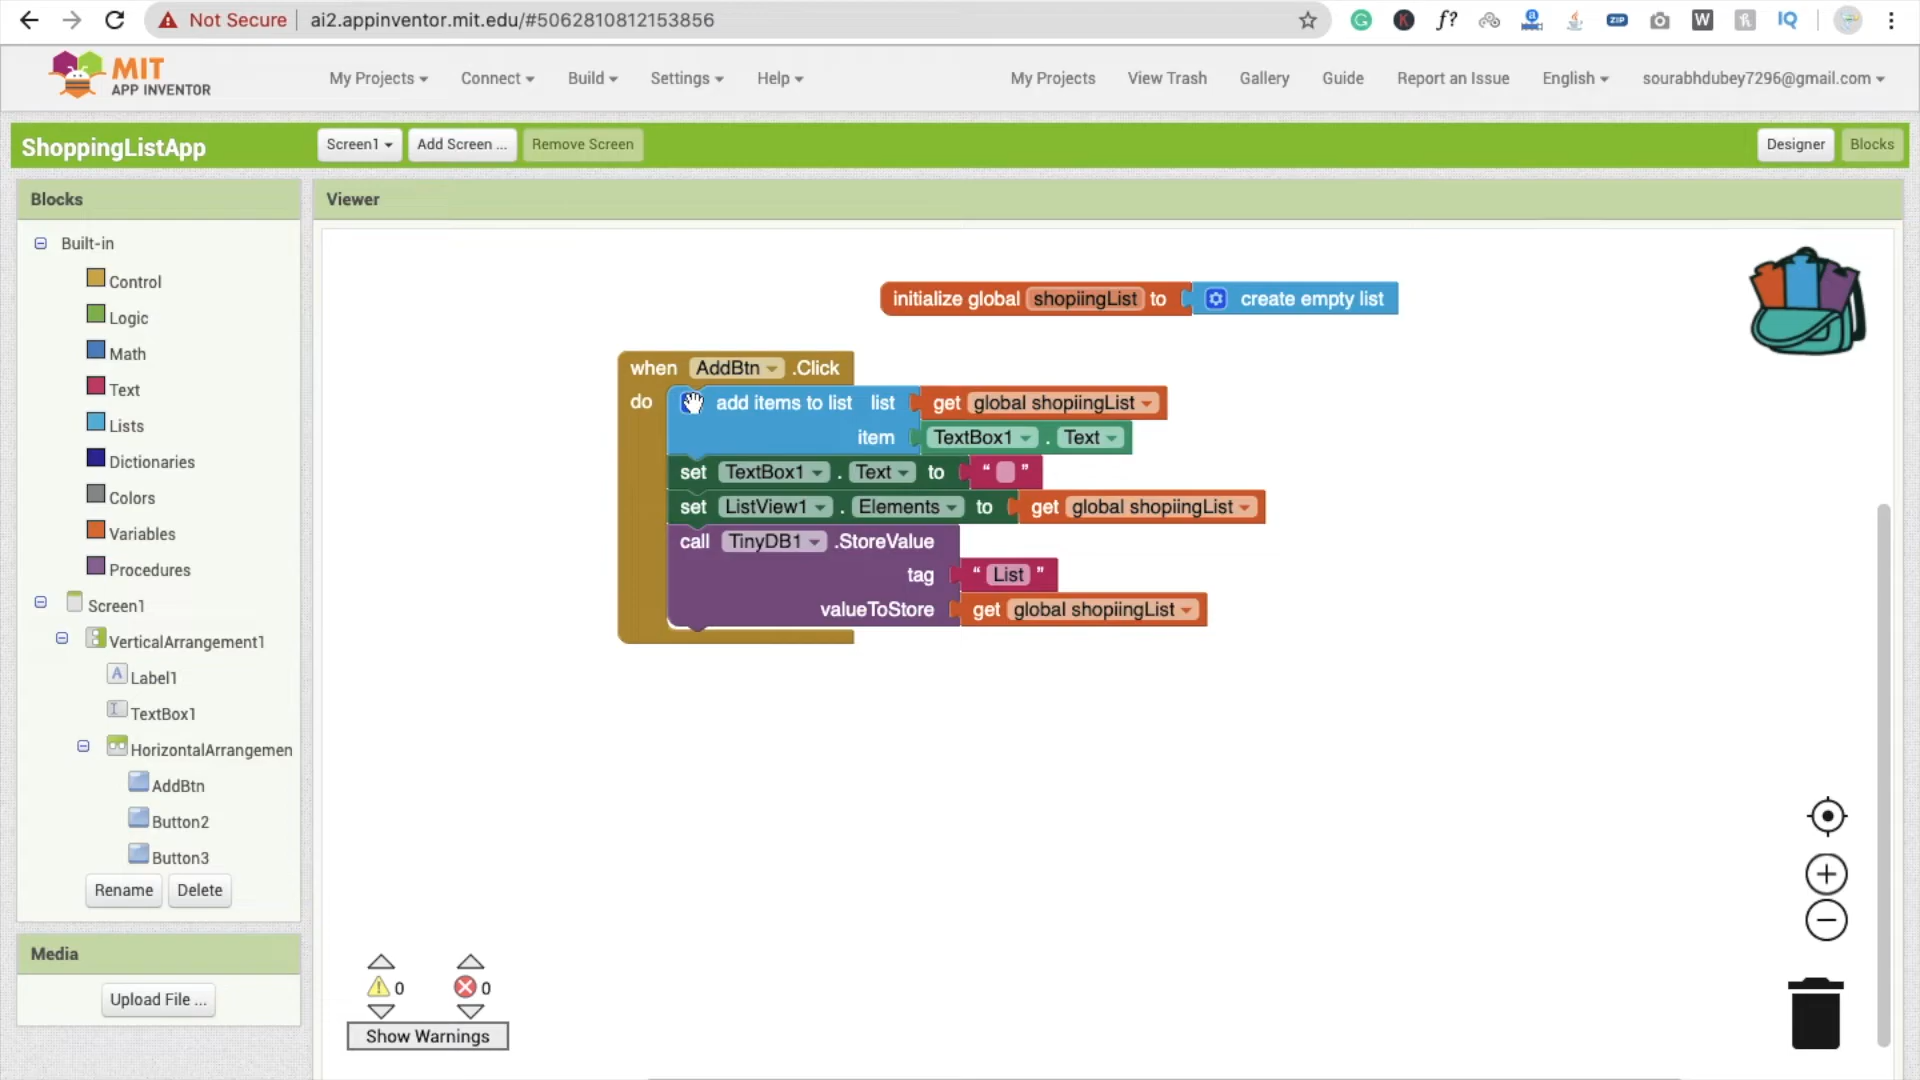 Not Secure ai2.appinventor.mit.edu/#5062810812153856
MIT
APP INVENTOR
My Projects Connect Build Settings Help My Projects View Trash Gallery Guide Report an Issue English sourabhdubey7296@gmail.com
ShoppingListApp Screen1 Add Screen ... Remove Screen Designer Blocks
Blocks
Built-in
Control
Logic
Math
Text
Lists
Dictionaries
Colors
Variables
Procedures
Screen1
VerticalArrangement1
Label1
TextBox1
HorizontalArrangemen
AddBtn
Button2
Button3
Rename Delete
Media
Upload File ...
Viewer
initialize global shopiingList to create empty list
when AddBtn .Click
do add items to list list get global shopiingList
item TextBox1 . Text
set TextBox1 . Text to “ ”
set ListView1 . Elements to get global shopiingList
call TinyDB1 .StoreValue
tag “ List ”
valueToStore get global shopiingList
0 0
Show Warnings